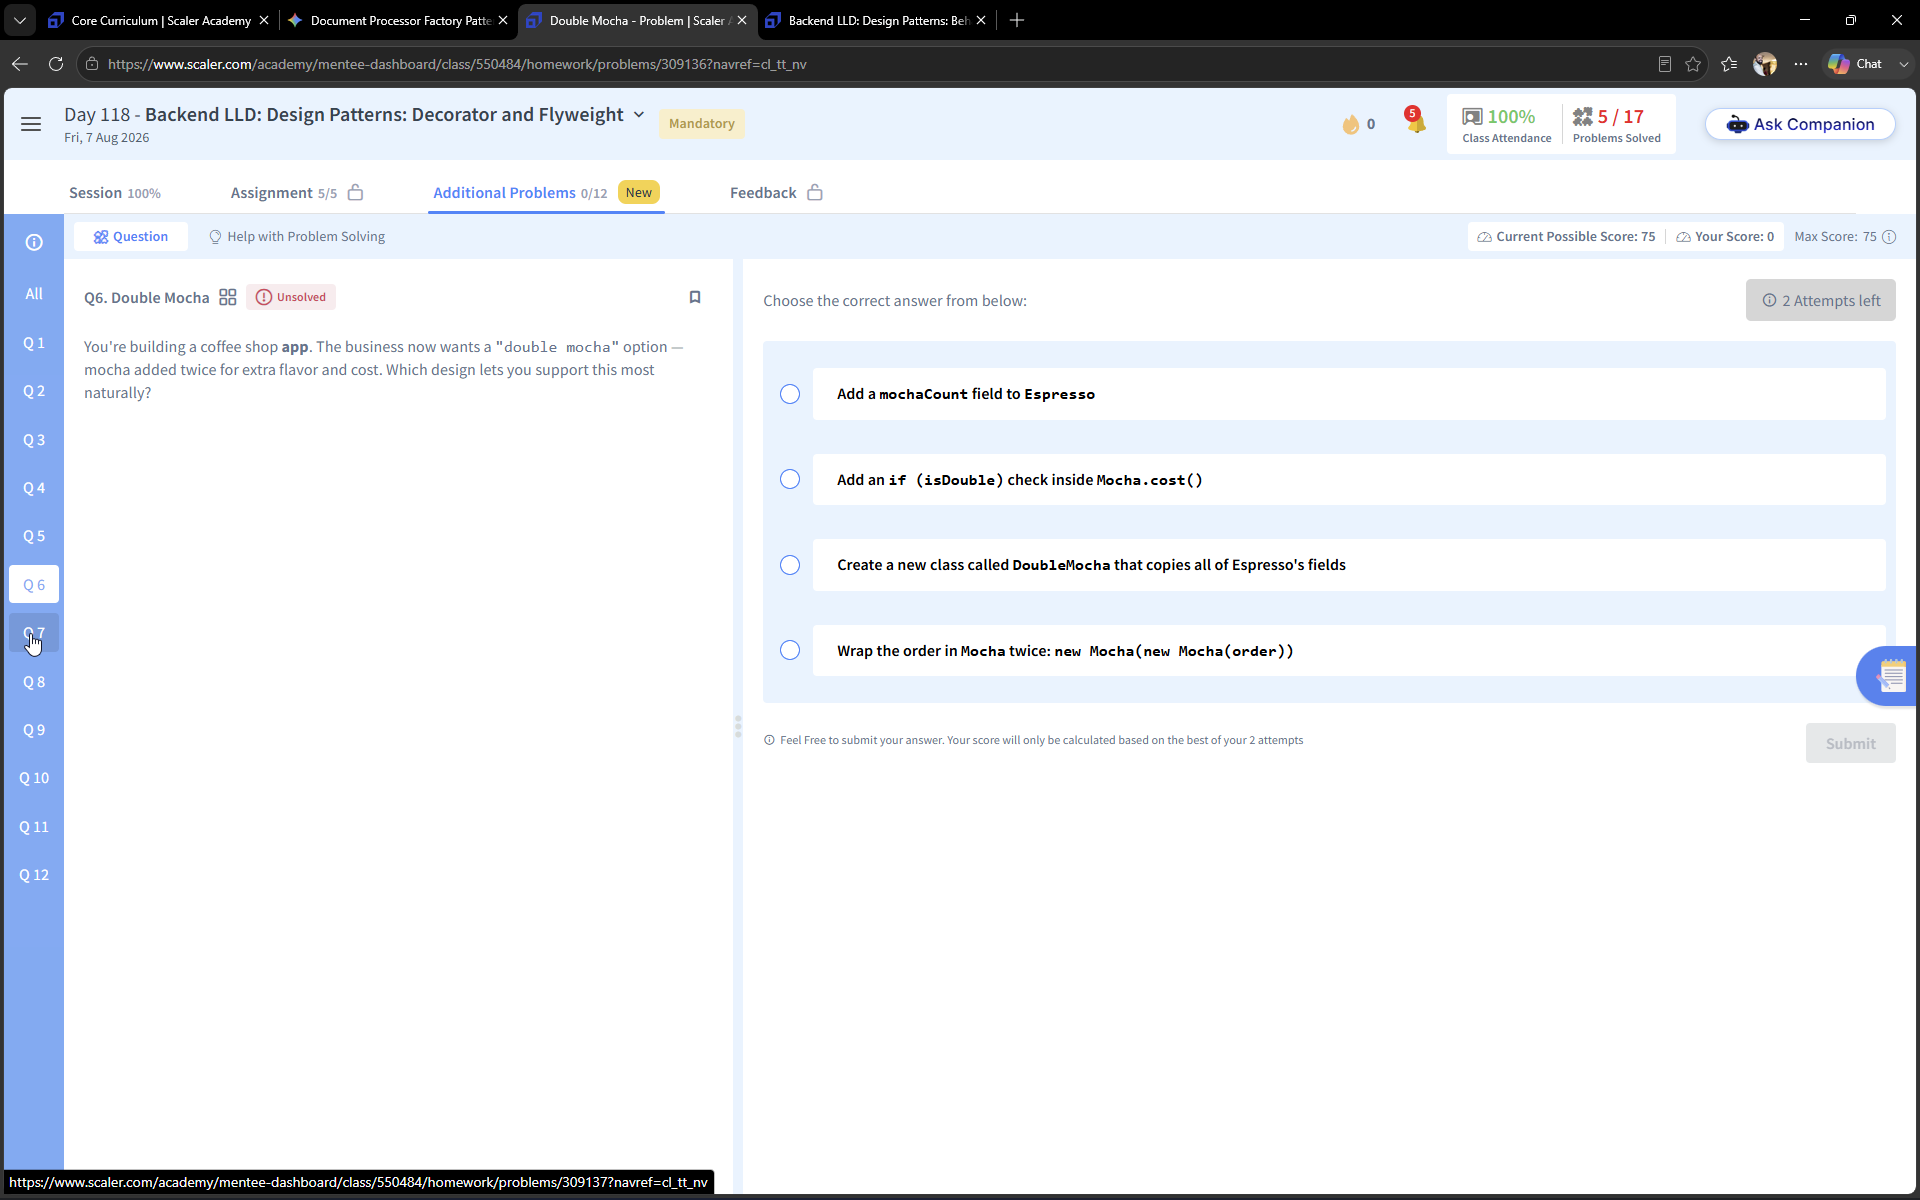 Core Curriculum | Scaler Academy
Document Processor Factory Patte
Double Mocha - Problem | Scaler A
Backend LLD: Design Patterns: Beh
https://www.scaler.com/academy/mentee-dashboard/class/550484/homework/problems/309136?navref=cl_tt_nv
Chat
Day 118 - Backend LLD: Design Patterns: Decorator and Flyweight
Fri, 7 Aug 2026
Mandatory
0
5
100%
Class Attendance
5 / 17
Problems Solved
Ask Companion
Session 100%
Assignment 5/5
Additional Problems 0/12 New
Feedback
Question
Help with Problem Solving
Current Possible Score: 75
Your Score: 0
Max Score: 75
All
Q 1
Q 2
Q 3
Q 4
Q 5
Q 6
Q 7
Q 8
Q 9
Q 10
Q 11
Q 12
Q6. Double Mocha
Unsolved
You're building a coffee shop app. The business now wants a "double mocha" option —
mocha added twice for extra flavor and cost. Which design lets you support this most
naturally?
Choose the correct answer from below:
2 Attempts left
Add a mochaCount field to Espresso
Add an if (isDouble) check inside Mocha.cost()
Create a new class called DoubleMocha that copies all of Espresso's fields
Wrap the order in Mocha twice: new Mocha(new Mocha(order))
Feel Free to submit your answer. Your score will only be calculated based on the best of your 2 attempts
Submit
https://www.scaler.com/academy/mentee-dashboard/class/550484/homework/problems/309137?navref=cl_tt_nv